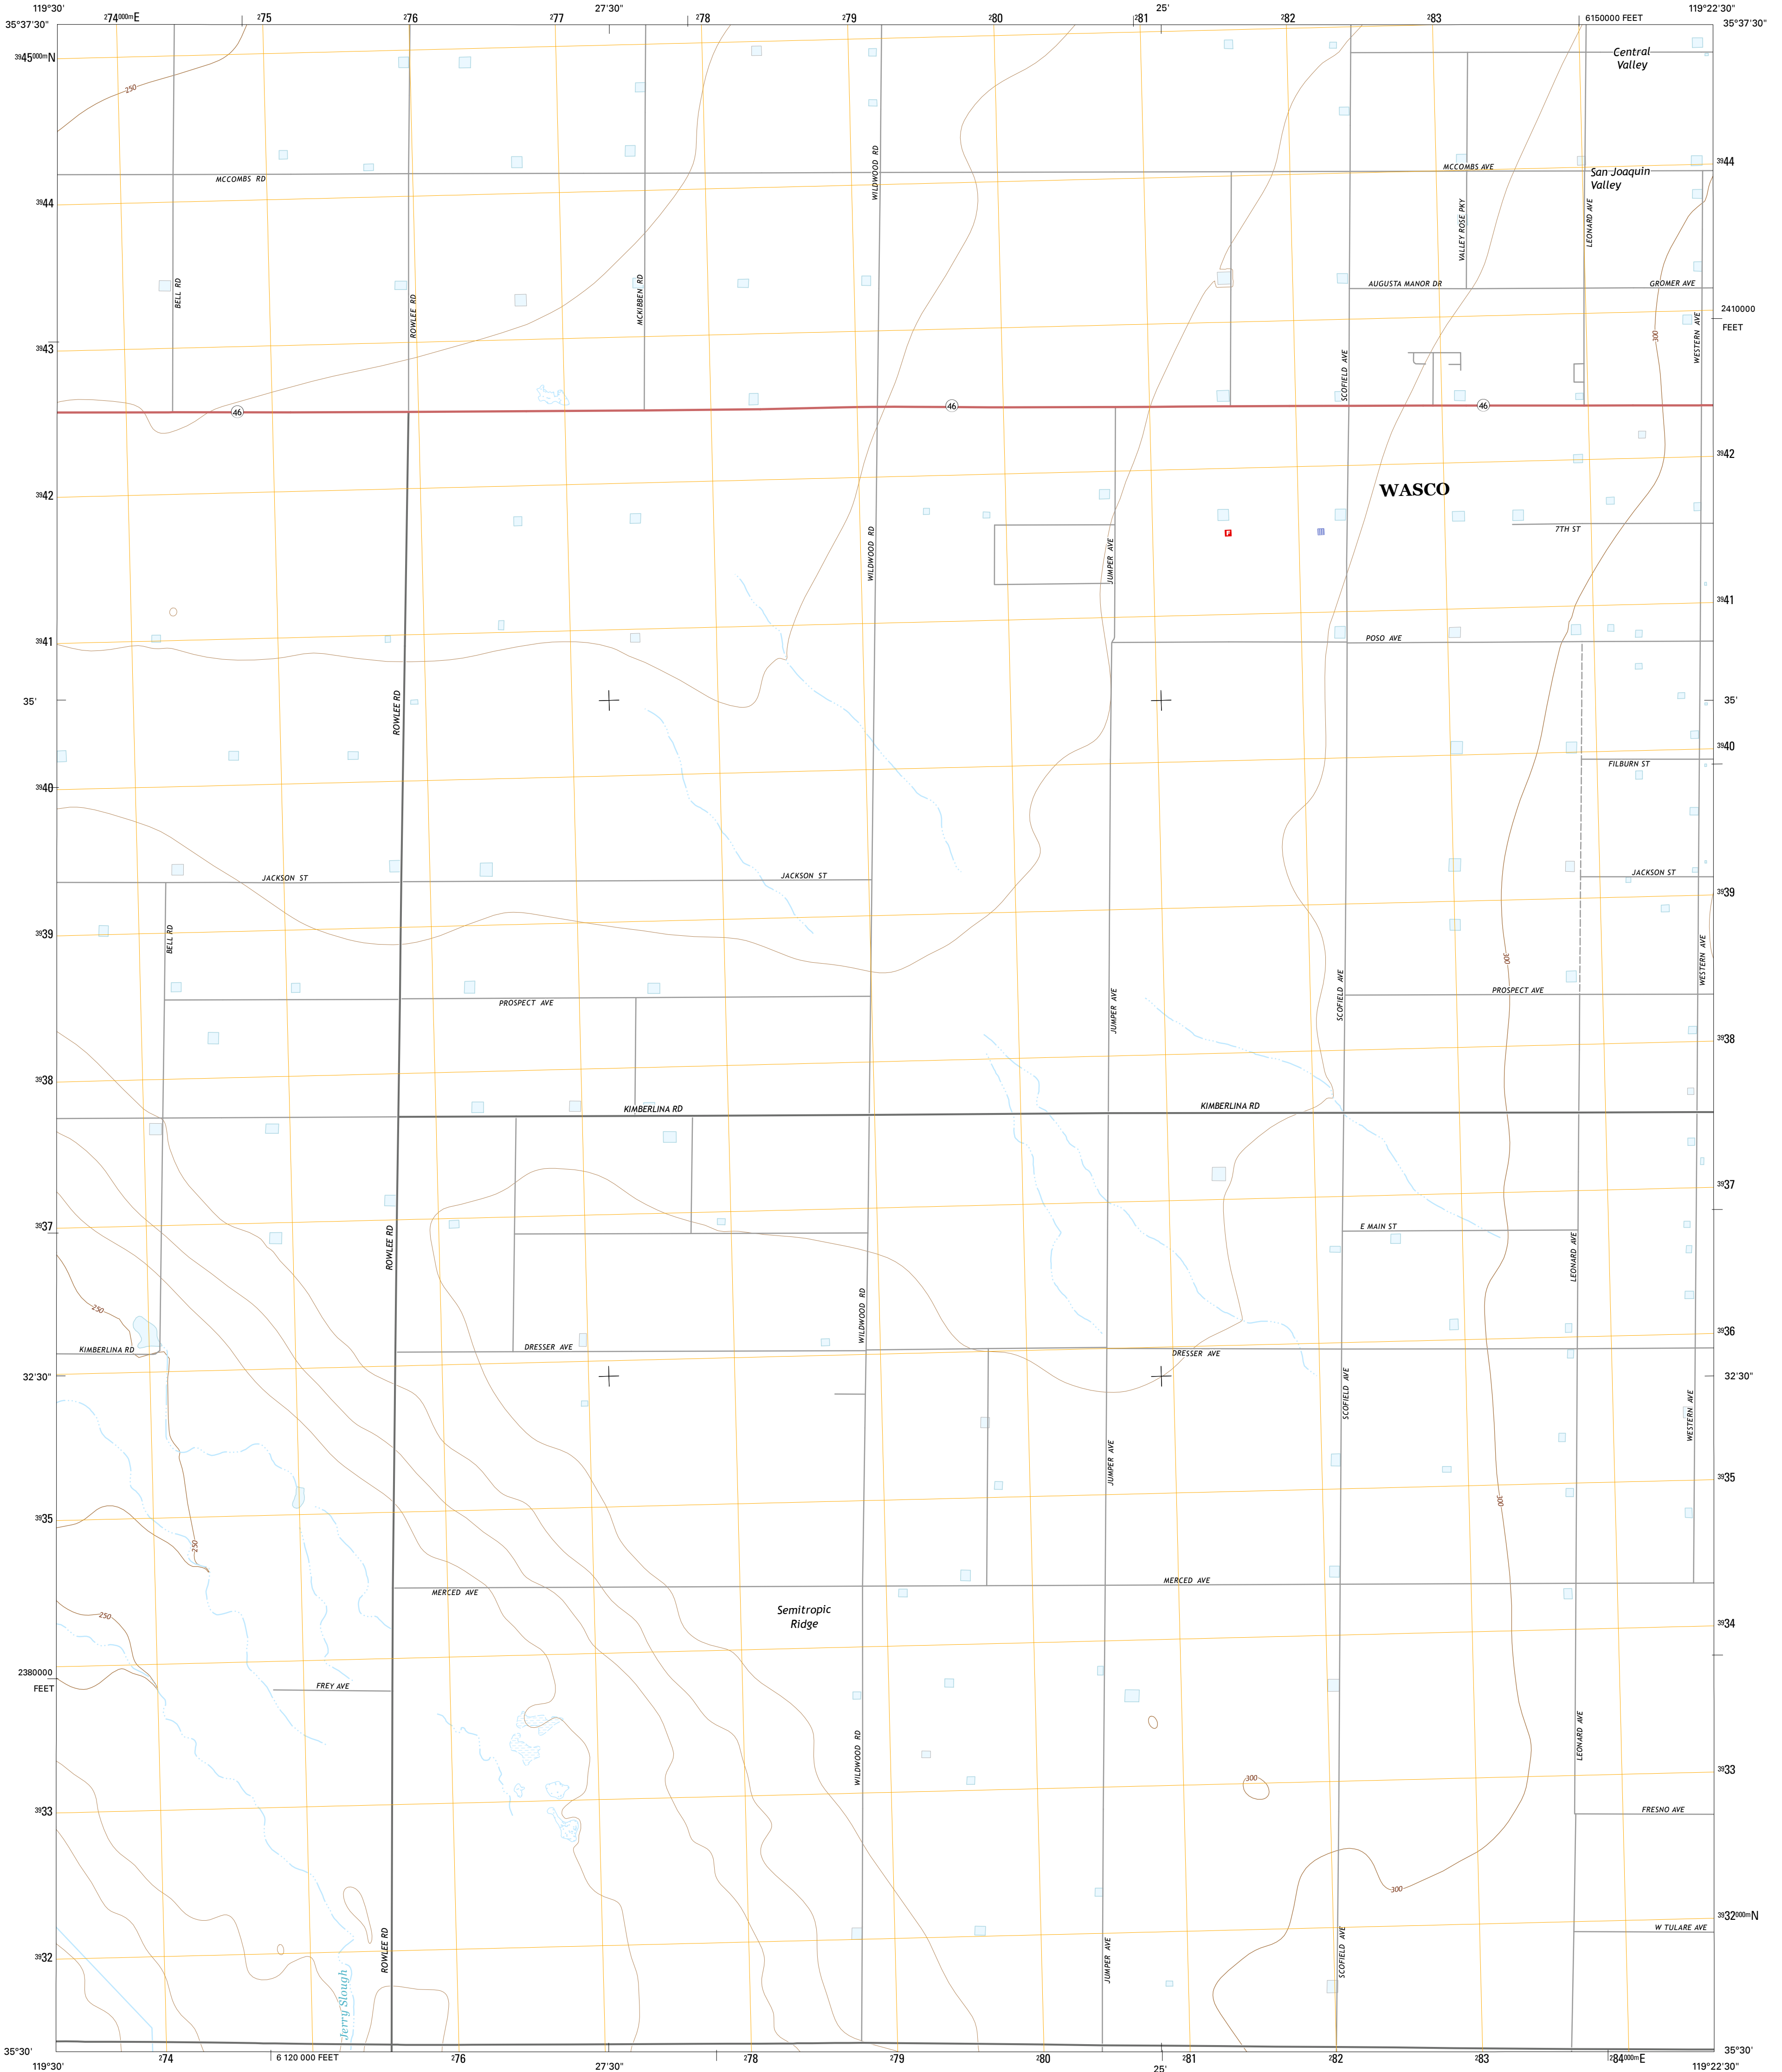 119°30'
²74⁰⁰⁰ᵐE
²75
²76
²77
27'30"
²78
²79
²80
²81
25'
²82
²83
6150000 FEET
119°22'30"
35°37'30"
35°37'30"
³⁹45⁰⁰⁰ᵐN
Central
Valley
250
WILDWOOD RD
³⁹44
MCCOMBS RD
MCCOMBS AVE
San Joaquin
Valley
³⁹44
VALLEY ROSE PKY
LEONARD AVE
BELL RD
ROWLEE RD
MCKIBBEN RD
AUGUSTA MANOR DR
GROMER AVE
2410000
FEET
³⁹43
300
WESTERN AVE
SCOFIELD AVE
46
46
46
³⁹42
³⁹42
WASCO
WILDWOOD RD
JUMPER AVE
F
7TH ST
³⁹41
³⁹41
POSO AVE
35'
ROWLEE RD
35'
³⁹40
³⁹40
FILBURN ST
JACKSON ST
JACKSON ST
JACKSON ST
³⁹39
³⁹39
BELL RD
300
WESTERN AVE
SCOFIELD AVE
JUMPER AVE
PROSPECT AVE
PROSPECT AVE
³⁹38
³⁹38
KIMBERLINA RD
KIMBERLINA RD
³⁹37
³⁹37
E MAIN ST
ROWLEE RD
LEONARD AVE
250
WILDWOOD RD
³⁹36
KIMBERLINA RD
DRESSER AVE
DRESSER AVE
32'30"
32'30"
SCOFIELD AVE
WESTERN AVE
JUMPER AVE
³⁹35
300
³⁹35
250
MERCED AVE
MERCED AVE
250
Semitropic
Ridge
³⁹34
2380000
FEET
FREY AVE
WILDWOOD RD
LEONARD AVE
³⁹33
300
³⁹33
FRESNO AVE
300
³⁹32⁰⁰⁰ᵐN
W TULARE AVE
³⁹32
ROWLEE RD
JUMPER AVE
SCOFIELD AVE
Jerry Slough
35°30'
35°30'
119°30'
²74
6 120 000 FEET
²76
27'30"
²78
²79
²80
25'
²81
²82
²83
²84⁰⁰⁰ᵐE
119°22'30"